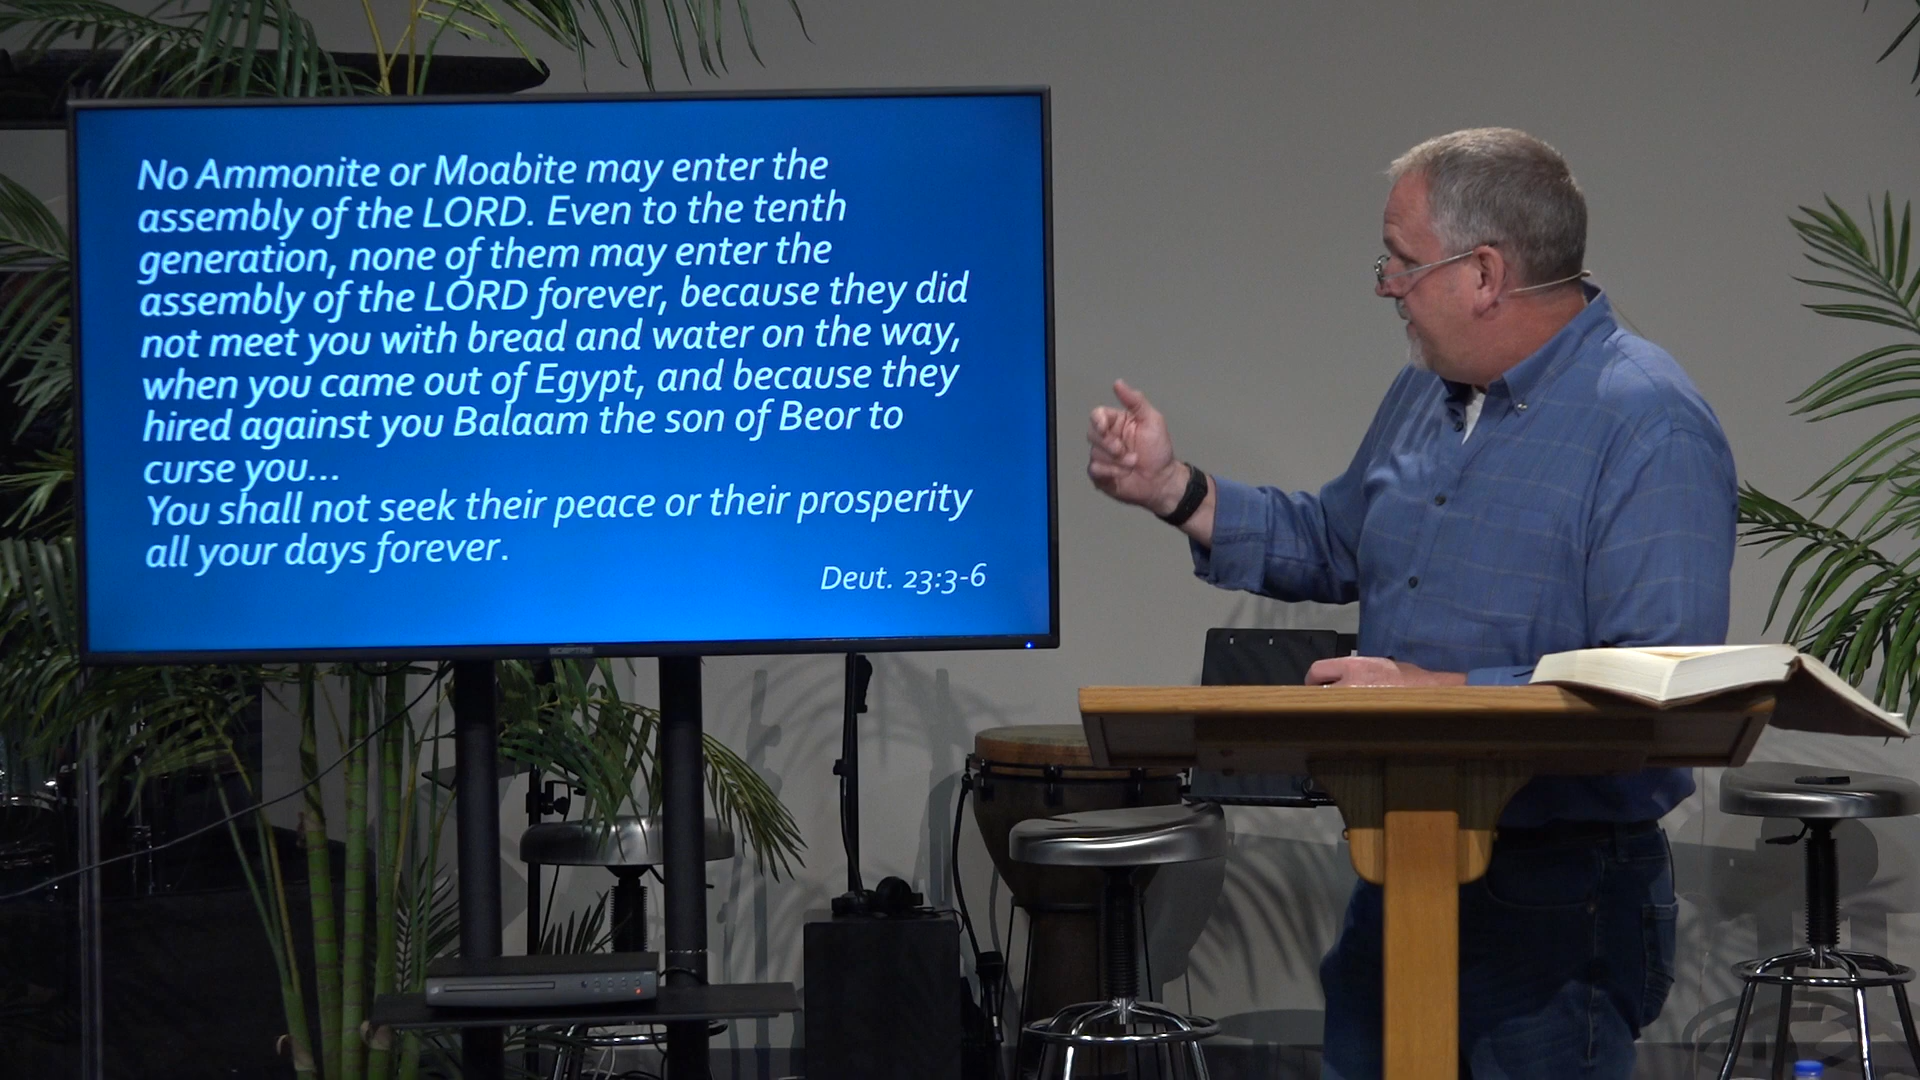 No Ammonite or Moabite may enter the
assembly of the LORD. Even to the tenth
generation, none of them may enter the
assembly of the LORD forever, because they did
not meet you with bread and water on the way,
when you came out of Egypt, and because they
hired against you Balaam the son of Beor to
curse you...
You shall not seek their peace or their prosperity
all your days forever.
Deut. 23:3-6
SCEPTRE